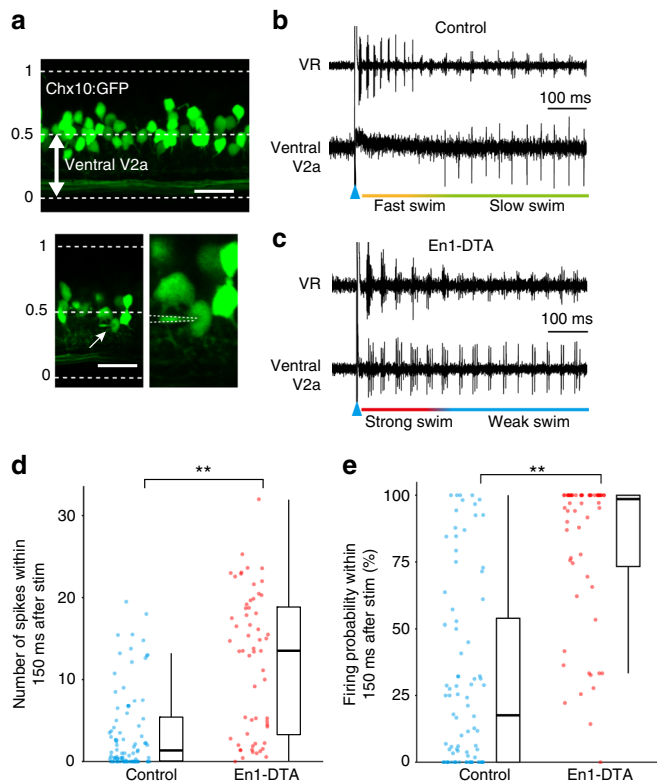 a
1
Chx10:GFP
0.5
Ventral V2a
0
1
0.5
0
b
Control
VR
100 ms
Ventral
V2a
Fast swim
Slow swim
c
En1-DTA
VR
100 ms
Ventral
V2a
Strong swim
Weak swim
d
**
Number of spikes within
150 ms after stim
30
20
10
0
Control
En1-DTA
e
**
Firing probability within
150 ms after stim (%)
100
75
50
25
0
Control
En1-DTA